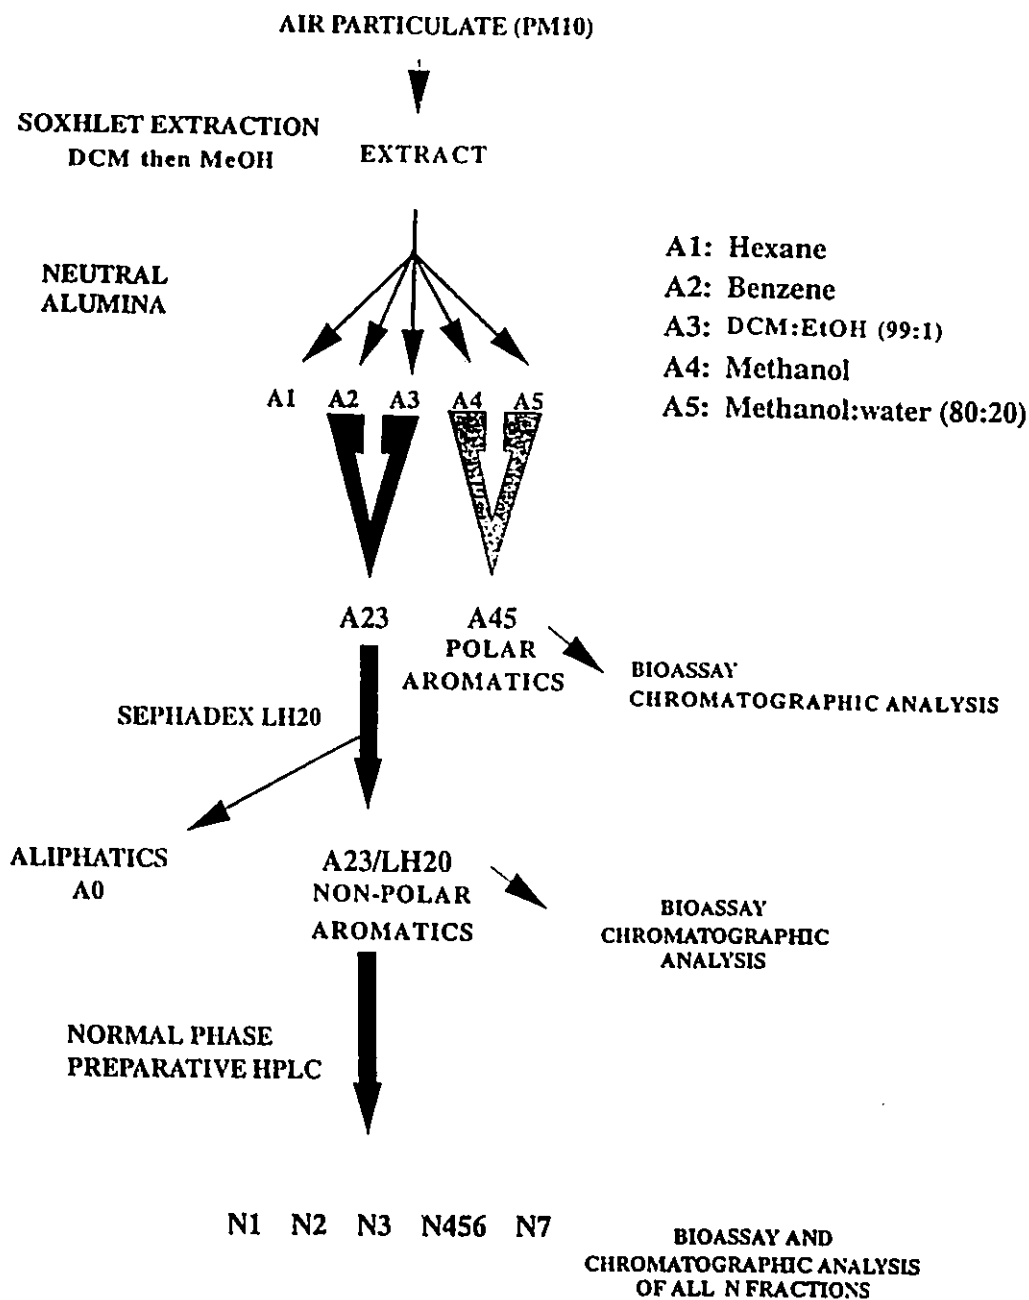 AIR PARTICULATE (PM10)
SOXHLET EXTRACTION
DCM then MeOH
EXTRACT
NEUTRAL
ALUMINA
A1: Hexane
A2: Benzene
A3: DCM:EtOH (99:1)
A4: Methanol
A5: Methanol:water (80:20)
A1 A2 A3 A4 A5
A23
A45
POLAR
AROMATICS
BIOASSAY
CHROMATOGRAPHIC ANALYSIS
SEPHADEX LH20
ALIPHATICS
A0
A23/LH20
NON-POLAR
AROMATICS
BIOASSAY
CHROMATOGRAPHIC
ANALYSIS
NORMAL PHASE
PREPARATIVE HPLC
N1 N2 N3 N456 N7
BIOASSAY AND
CHROMATOGRAPHIC ANALYSIS
OF ALL N FRACTIONS